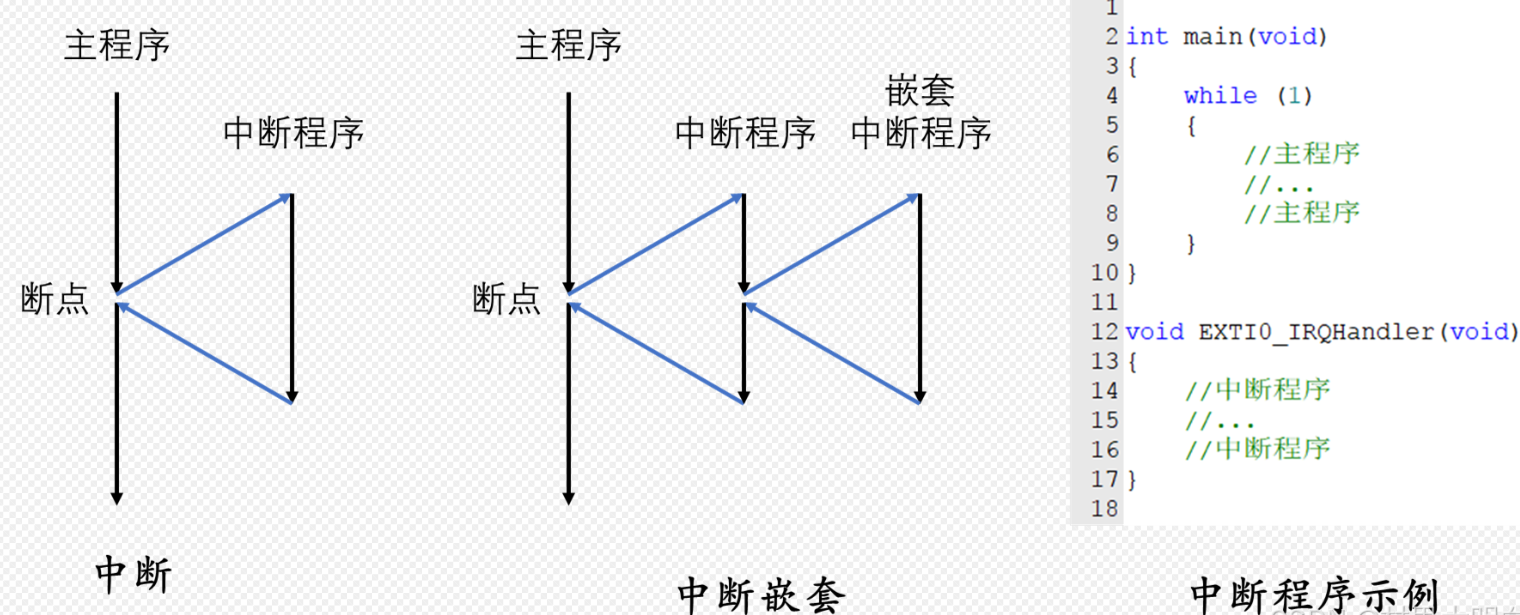 主程序
中断程序
断点
中断
主程序
嵌套
中断程序
中断程序
断点
中断嵌套
1
2 int main(void)
3 {
4     while (1)
5     {
6         //主程序
7         //...
8         //主程序
9     }
10 }
11
12 void EXTI0_IRQHandler(void)
13 {
14     //中断程序
15     //...
16     //中断程序
17 }
18
中断程序示例